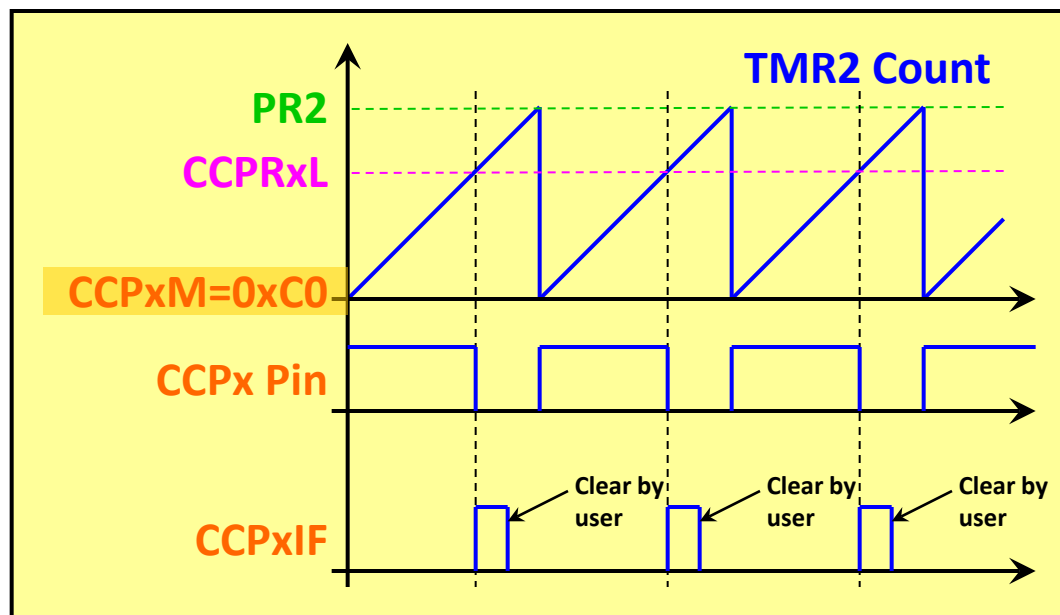 TMR2 Count
PR2
CCPRxL
CCPxM=0xC0
CCPx Pin
Clear by
user
Clear by
user
Clear by
user
CCPxIF